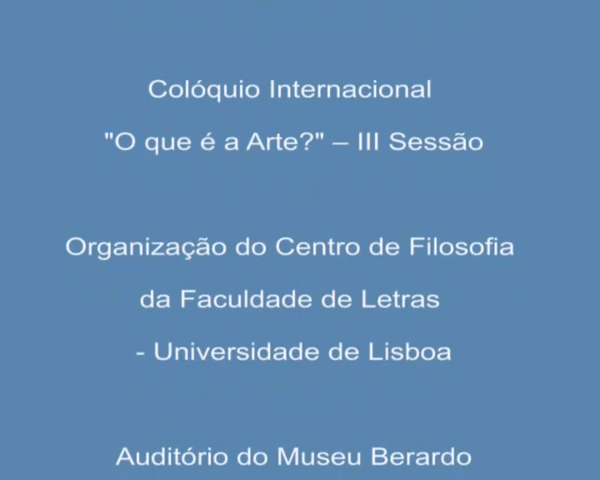 Colóquio Internacional
"O que é a Arte?" – III Sessão
Organização do Centro de Filosofia
da Faculdade de Letras
- Universidade de Lisboa
Auditório do Museu Berardo